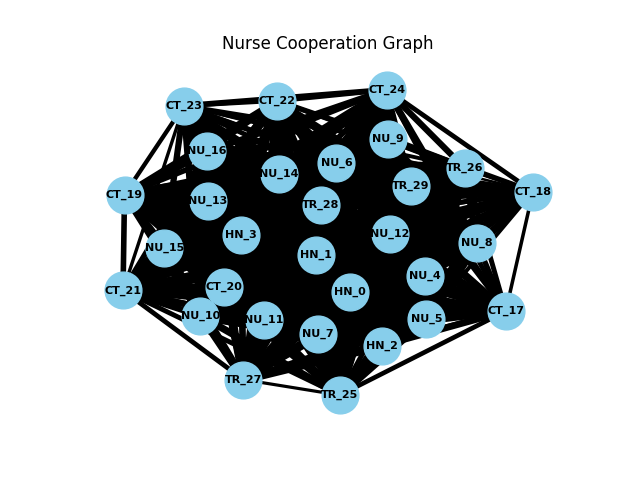 Nurse Cooperation Graph
CT_24
CT_22
CT_23
NU_9
NU_16
NU_6
TR_26
NU_14
TR_29
CT_18
CT_19
NU_13
TR_28
NU_12
HN_3
NU_8
NU_15
HN_1
NU_4
CT_20
CT_21
HN_0
CT_17
NU_10
NU_11
NU_5
NU_7
HN_2
TR_27
TR_25